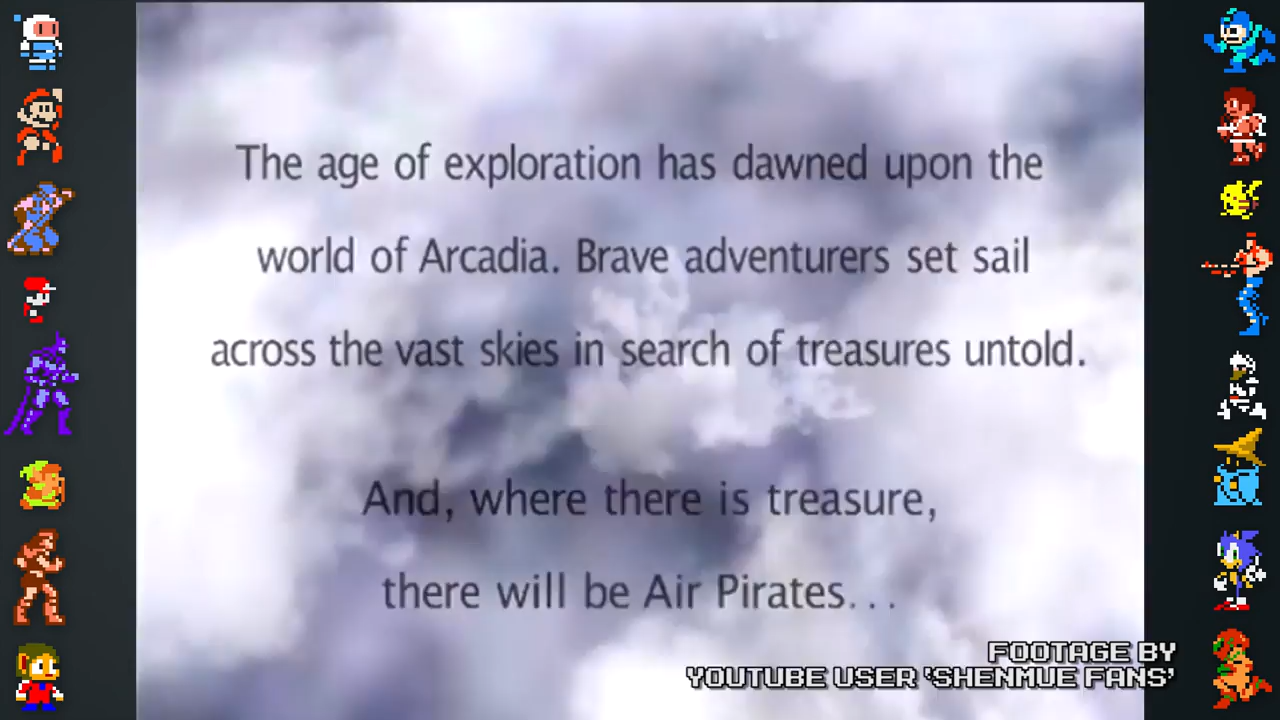 The age of exploration has dawned upon the
world of Arcadia. Brave adventurers set sail
across the vast skies in search of treasures untold.
And, where there is treasure,
there will be Air Pirates...
FOOTAGE BY
YOUTUBE USER 'SHENMUE FANS'